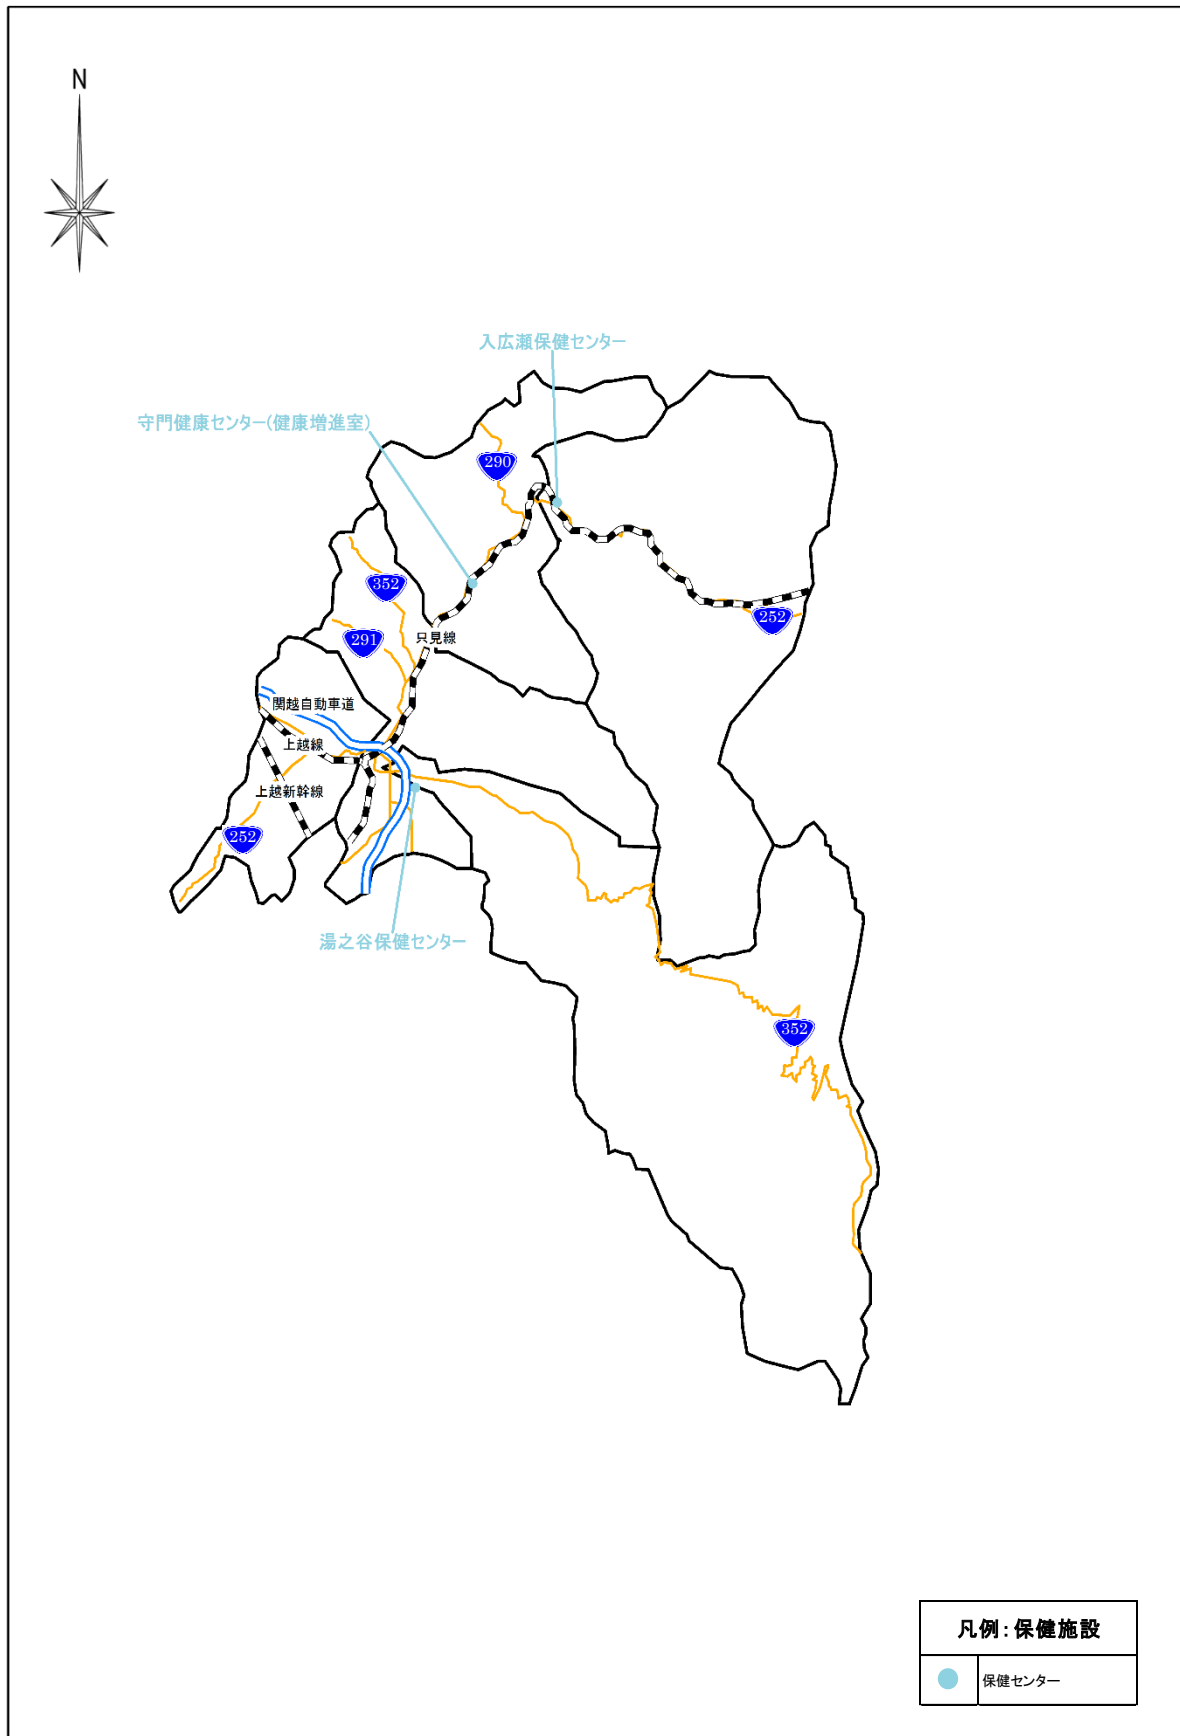 N
入広瀬保健センター
守門健康センター(健康増進室)
290
352
291
252
只見線
関越自動車道
上越線
上越新幹線
252
湯之谷保健センター
352
凡例:保健施設
保健センター